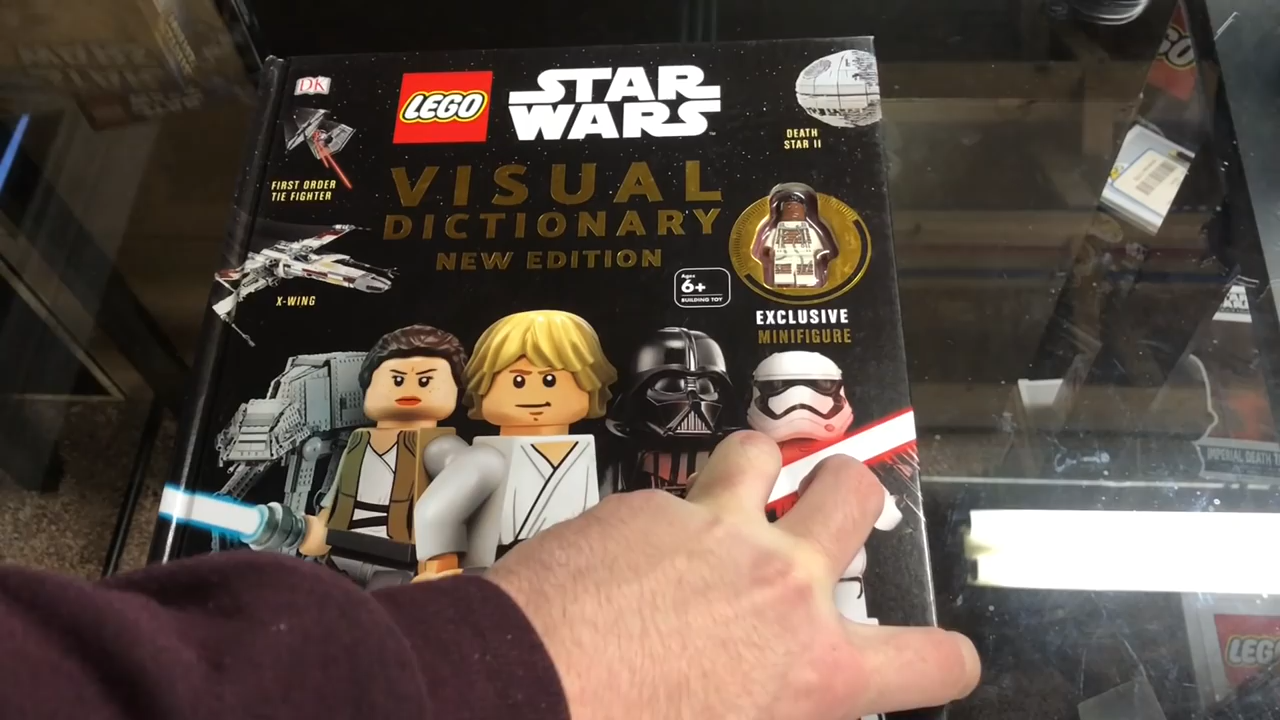 DK
LEGO
STAR
WARS
DEATH
STAR II
FIRST ORDER
TIE FIGHTER
VISUAL
DICTIONARY
NEW EDITION
X-WING
Ages
6+
BUILDING TOY
EXCLUSIVE
MINIFIGURE
IMPERIAL DEATH
LEGO